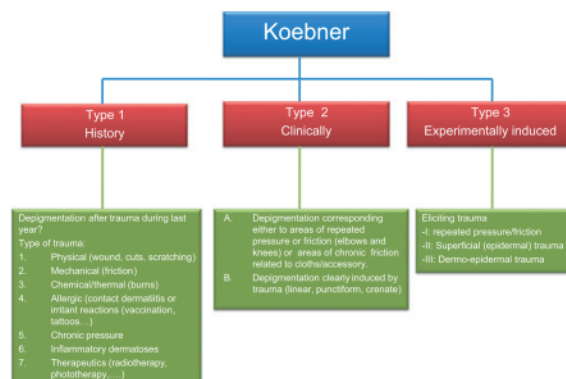 Koebner
Type 1
History
Type 2
Clinically
Type 3
Experimentally induced
Depigmentation after trauma during last
year?
Type of trauma:
1. Physical (wound, cuts, scratching)
2. Mechanical (friction)
3. Chemical/thermal (burns)
4. Allergic (contact dermatitis or
irritant reactions (vaccination,
tattoos…)
5. Chronic pressure
6. Inflammatory dermatoses
7. Therapeutics (radiotherapy,
phototherapy,....)
A. Depigmentation corresponding
either to areas of repeated
pressure or friction (elbows and
knees) or areas of chronic friction
related to cloths/accessory.
B. Depigmentation clearly induced by
trauma (linear, punctiform, crenate)
Eliciting trauma
-I: repeated pressure/friction
-II: Superficial (epidermal) trauma
-III: Dermo-epidermal trauma